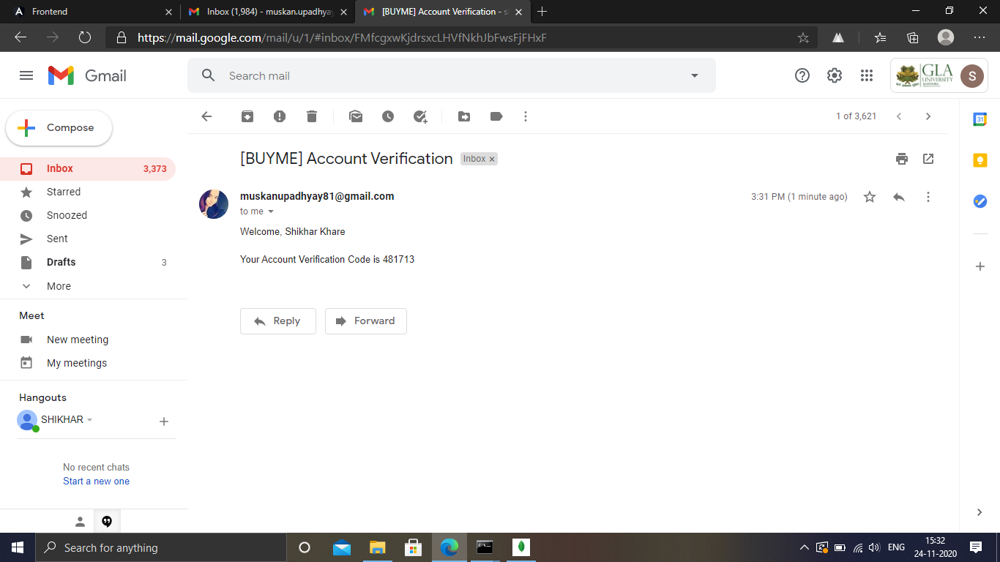 Frontend
Inbox (1,984) - muskan.upadhyay
[BUYME] Account Verification - s
https://mail.google.com/mail/u/1/#inbox/FMfcgxwKjdrsxcLHVfNkhJbFwsFjFHxF
Gmail
Search mail
GLA
UNIVERSITY
MATHURA
S
Compose
1 of 3,621
31
[BUYME] Account Verification
Inbox x
Inbox 3,373
Starred
Snoozed
Sent
Drafts 3
More
muskanupadhyay81@gmail.com
3:31 PM (1 minute ago)
to me
Welcome, Shikhar Khare
Your Account Verification Code is 481713
Reply
Forward
Meet
New meeting
My meetings
Hangouts
SHIKHAR
No recent chats
Start a new one
Search for anything
ENG
15:32
24-11-2020